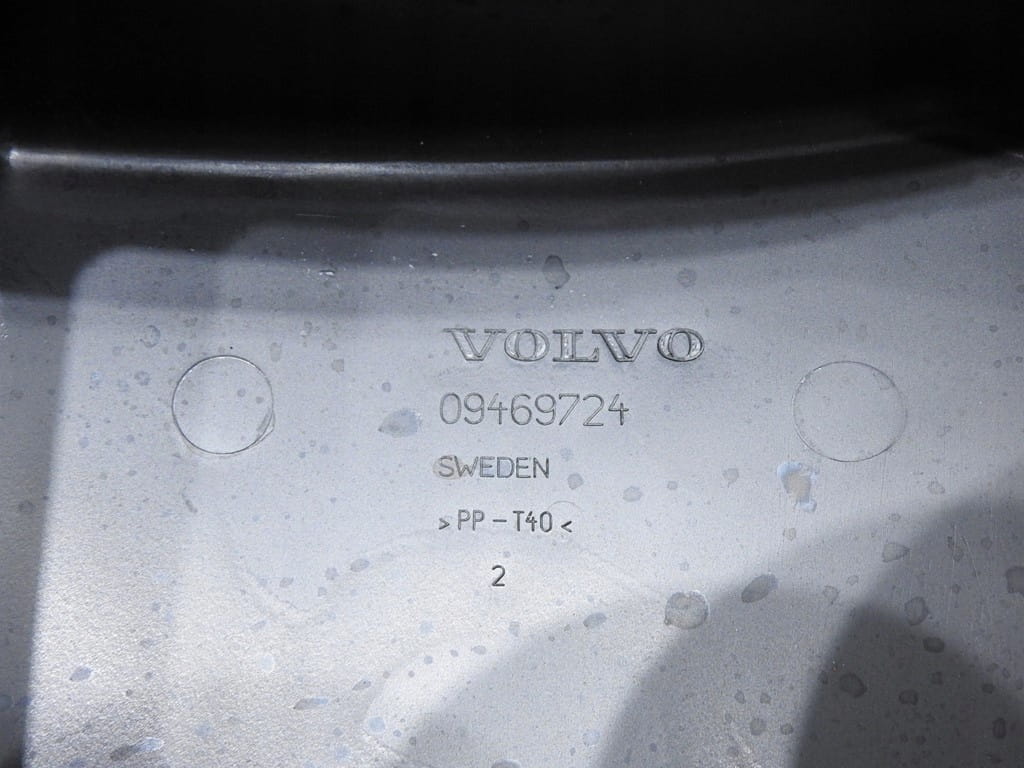 VOLVO
09469724
SWEDEN
>PP-T40<
2